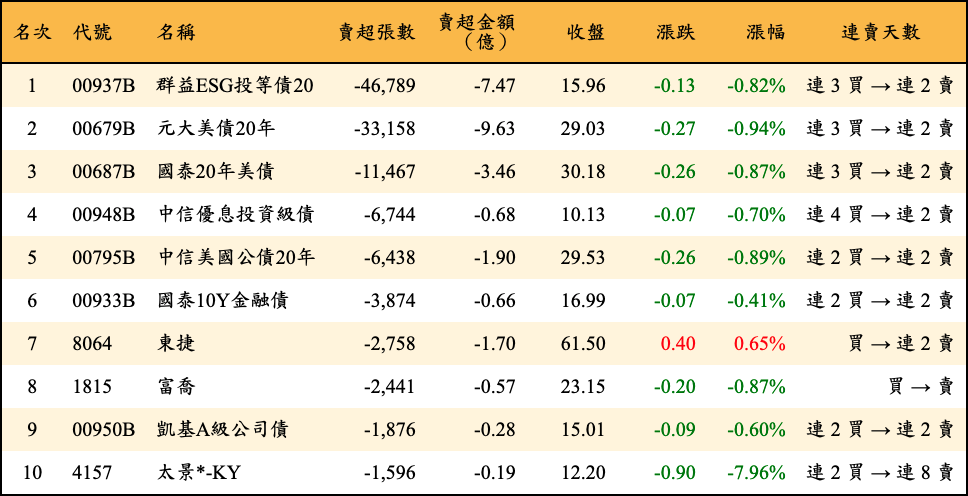 名次 代號 名稱 賣超張數 賣超金額（億） 收盤 漲跌 漲幅 連賣天數
1 00937B 群益ESG投等債20 -46,789 -7.47 15.96 -0.13 -0.82% 連 3 買 → 連 2 賣
2 00679B 元大美債20年 -33,158 -9.63 29.03 -0.27 -0.94% 連 3 買 → 連 2 賣
3 00687B 國泰20年美債 -11,467 -3.46 30.18 -0.26 -0.87% 連 3 買 → 連 2 賣
4 00948B 中信優息投資級債 -6,744 -0.68 10.13 -0.07 -0.70% 連 4 買 → 連 2 賣
5 00795B 中信美國公債20年 -6,438 -1.90 29.53 -0.26 -0.89% 連 2 買 → 連 2 賣
6 00933B 國泰10Y金融債 -3,874 -0.66 16.99 -0.07 -0.41% 連 2 買 → 連 2 賣
7 8064 東捷 -2,758 -1.70 61.50 0.40 0.65% 買 → 連 2 賣
8 1815 富喬 -2,441 -0.57 23.15 -0.20 -0.87% 買 → 賣
9 00950B 凱基A級公司債 -1,876 -0.28 15.01 -0.09 -0.60% 連 2 買 → 連 2 賣
10 4157 太景*-KY -1,596 -0.19 12.20 -0.90 -7.96% 連 2 買 → 連 8 賣